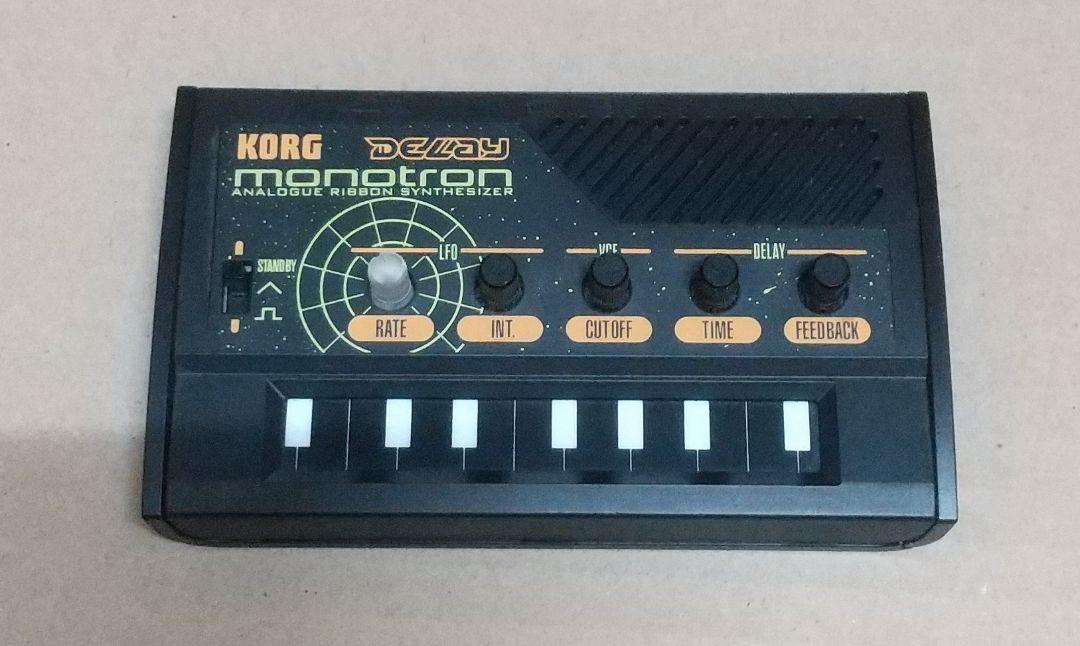 KORG DELAY
monotron
ANALOGUE RIBBON SYNTHESIZER
STANDBY
LFO VCF DELAY
RATE INT. CUTOFF TIME FEEDBACK